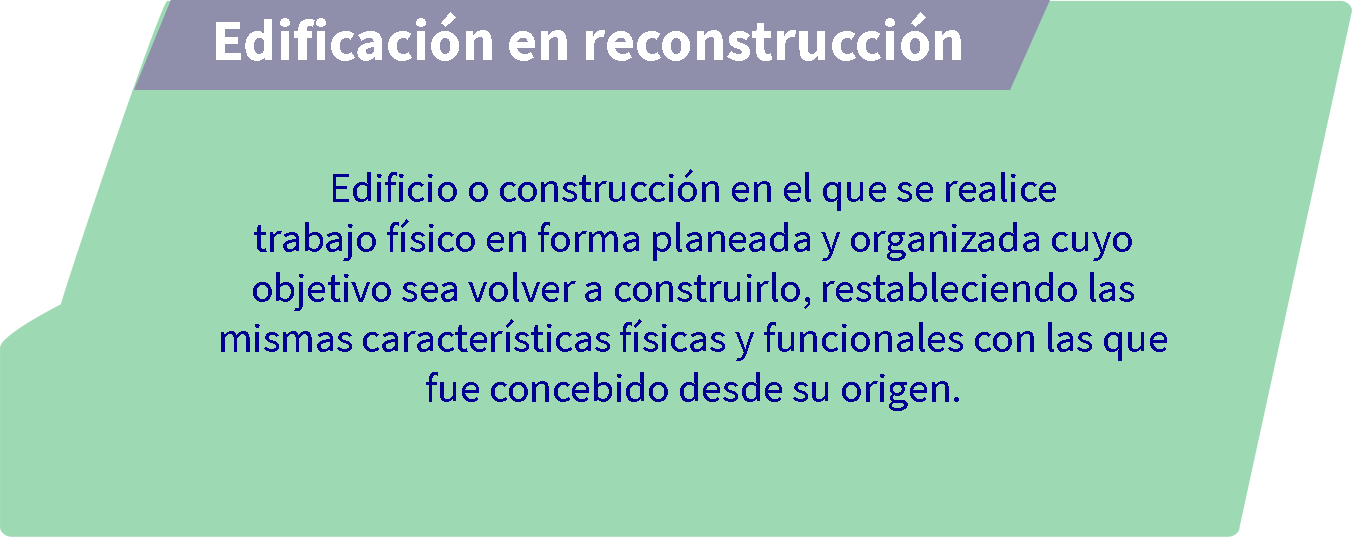 Edificación en reconstrucción
Edificio o construcción en el que se realice
trabajo físico en forma planeada y organizada cuyo
objetivo sea volver a construirlo, restableciendo las
mismas características físicas y funcionales con las que
fue concebido desde su origen.